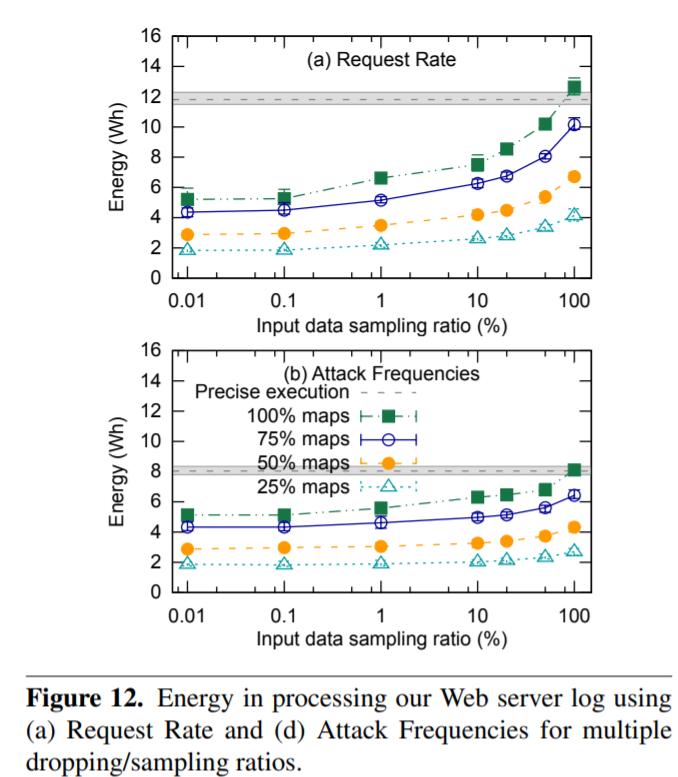 16
14
12
10
8
6
4
2
0
Energy (Wh)
(a) Request Rate
0.01 0.1 1 10 100
Input data sampling ratio (%)
16
14
12
10
8
6
4
2
0
Energy (Wh)
(b) Attack Frequencies
Precise execution
100% maps
75% maps
50% maps
25% maps
0.01 0.1 1 10 100
Input data sampling ratio (%)
Figure 12. Energy in processing our Web server log using
(a) Request Rate and (d) Attack Frequencies for multiple
dropping/sampling ratios.